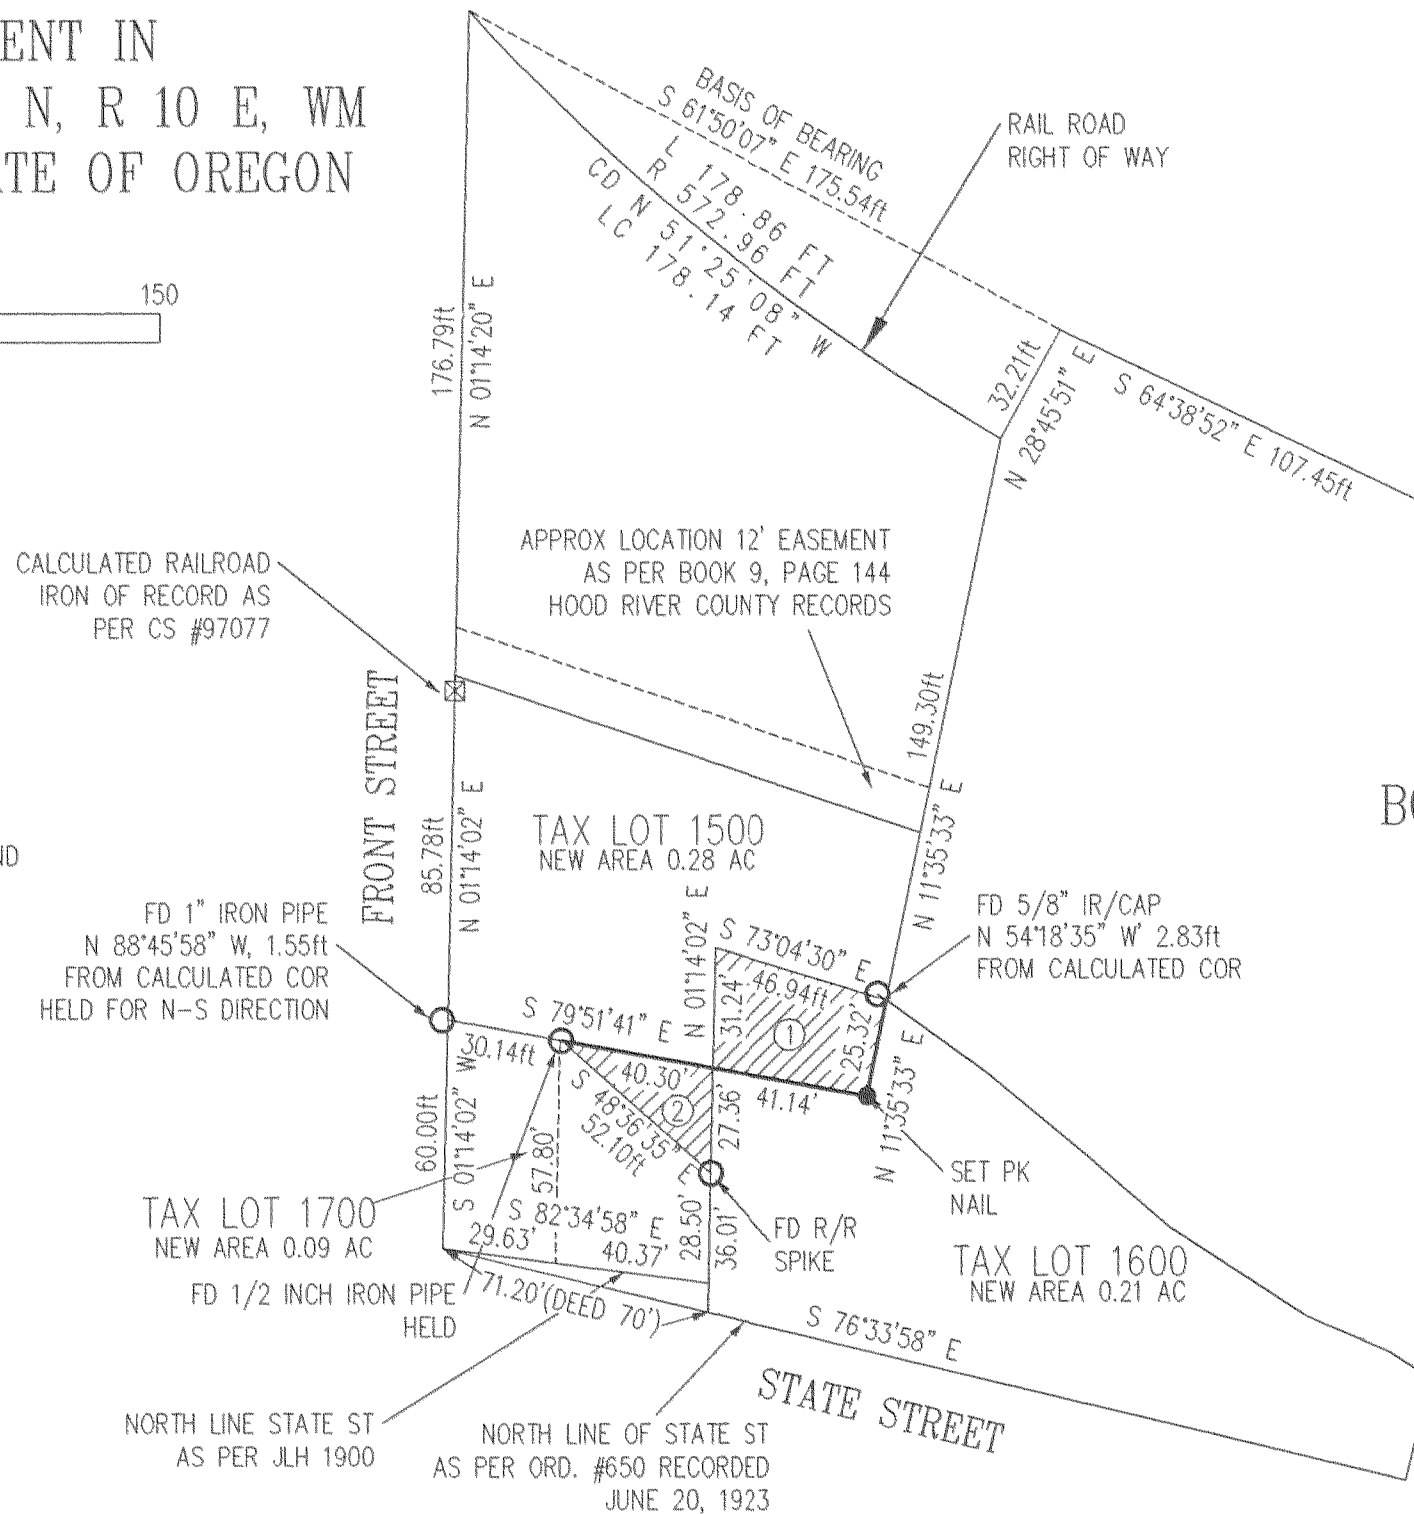 ENT IN
N, R 10 E, WM
TE OF OREGON
150
BASIS OF BEARING
S 61°50'07" E 175.54ft
L 178.86 FT
R 572.96 FT
CD N 51°25'08" W
LC 178.14 FT
RAIL ROAD
RIGHT OF WAY
176.79ft
N 01°14'20" E
32.21ft
N 28°45'51" E
S 64°38'52" E 107.45ft
CALCULATED RAILROAD
IRON OF RECORD AS
PER CS #97077
APPROX LOCATION 12' EASEMENT
AS PER BOOK 9, PAGE 144
HOOD RIVER COUNTY RECORDS
FRONT STREET
85.78ft
N 01°14'02" E
149.30ft
N 11°35'33" E
TAX LOT 1500
NEW AREA 0.28 AC
ND
FD 1" IRON PIPE
N 88°45'58" W, 1.55ft
FROM CALCULATED COR
HELD FOR N-S DIRECTION
N 01°14'02" E
S 73°04'30" E
46.94ft
31.24'
1
25.32'
FD 5/8" IR/CAP
N 54°18'35" W' 2.83ft
FROM CALCULATED COR
S 79°51'41" E
30.14ft
40.30'
41.14'
2
S 48°36'35" E
52.10ft
27.36'
N 11°35'33" E
60.00ft
S 01°14'02" W
57.80'
SET PK
NAIL
TAX LOT 1700
NEW AREA 0.09 AC
S 82°34'58" E
29.63'
40.37'
28.50'
36.01'
FD R/R
SPIKE
TAX LOT 1600
NEW AREA 0.21 AC
FD 1/2 INCH IRON PIPE
HELD
71.20'(DEED 70')
S 76°33'58" E
STATE STREET
NORTH LINE STATE ST
AS PER JLH 1900
NORTH LINE OF STATE ST
AS PER ORD. #650 RECORDED
JUNE 20, 1923